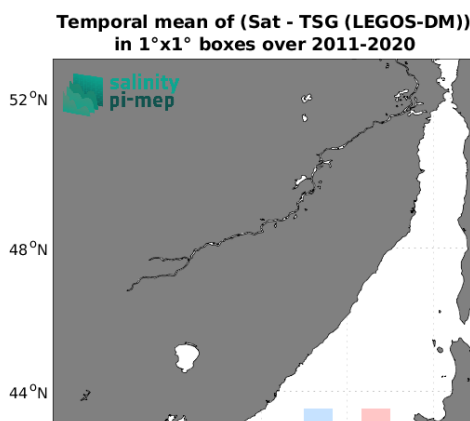 Temporal mean of (Sat - TSG (LEGOS-DM))
in 1°x1° boxes over 2011-2020
salinity
pi-mep
52°N
48°N
44°N